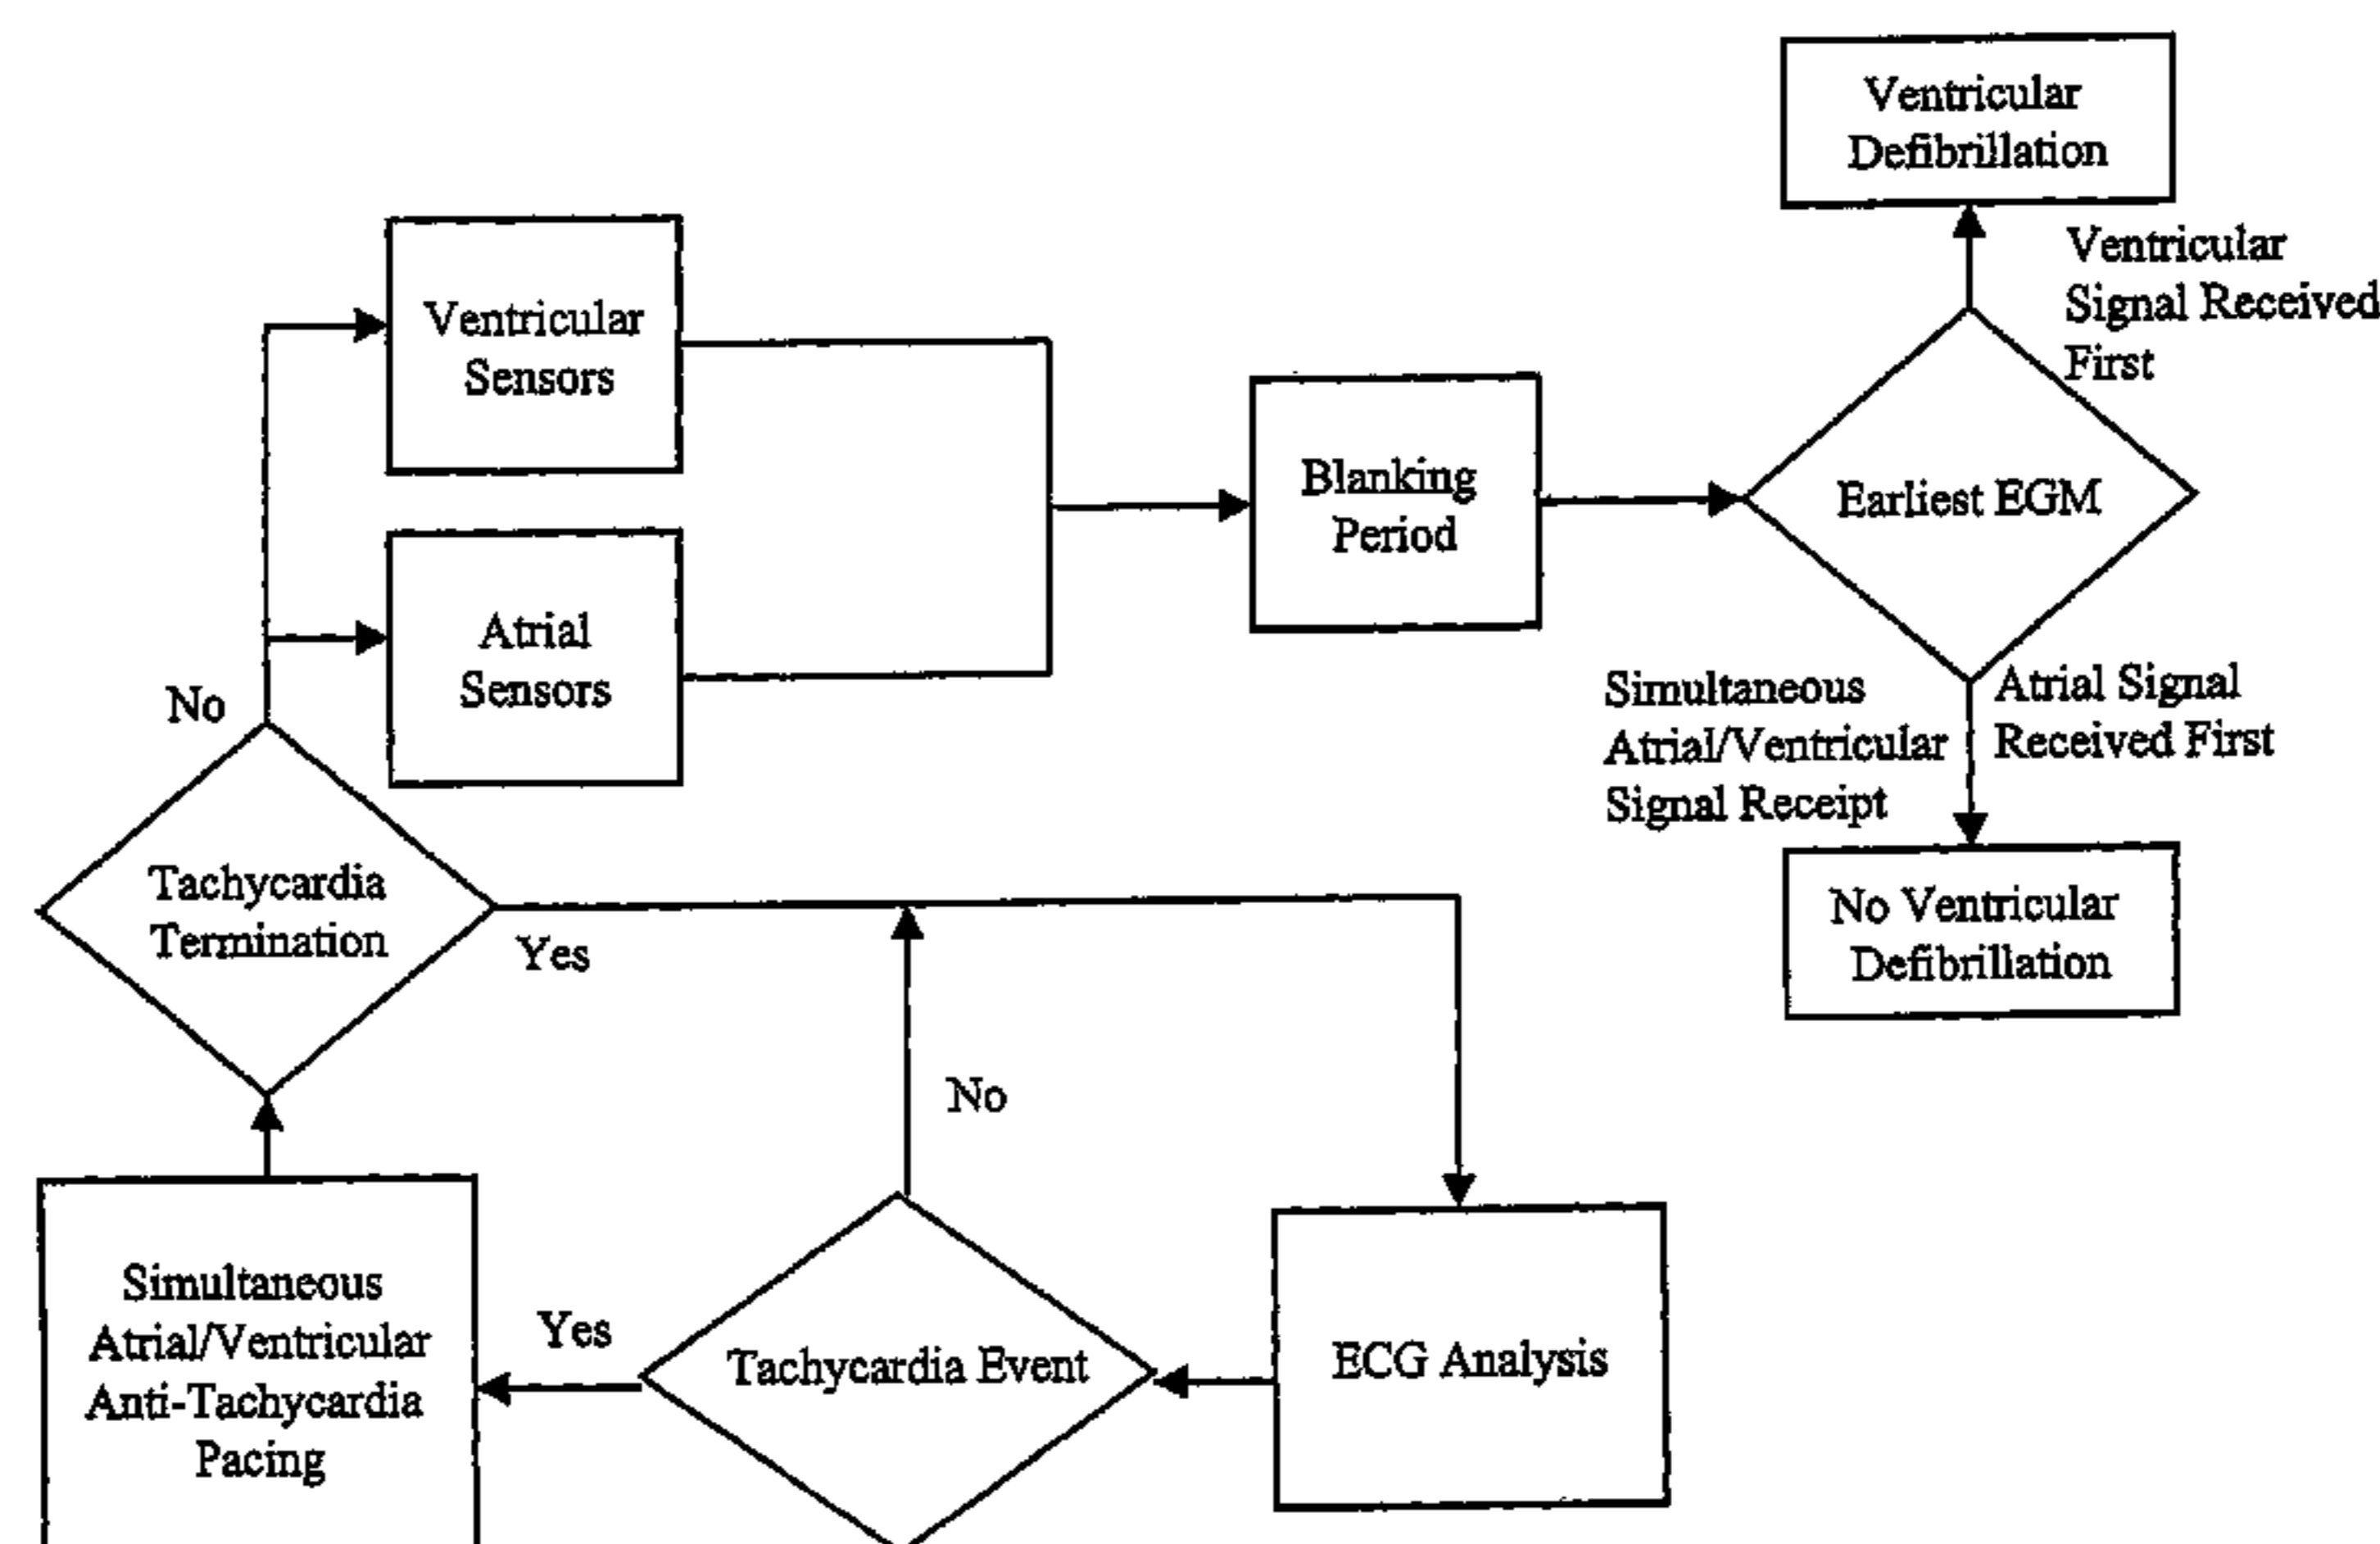 Ventricular
Defibrillation
Ventricular
Signal Received
First
Ventricular
Sensors
Blanking
Period
Earliest EGM
Atrial
Sensors
Simultaneous
Atrial/Ventricular
Signal Receipt
Atrial Signal
Received First
No
Tachycardia
Termination
Yes
No Ventricular
Defibrillation
No
Simultaneous
Atrial/Ventricular
Anti-Tachycardia
Pacing
Yes
Tachycardia Event
ECG Analysis